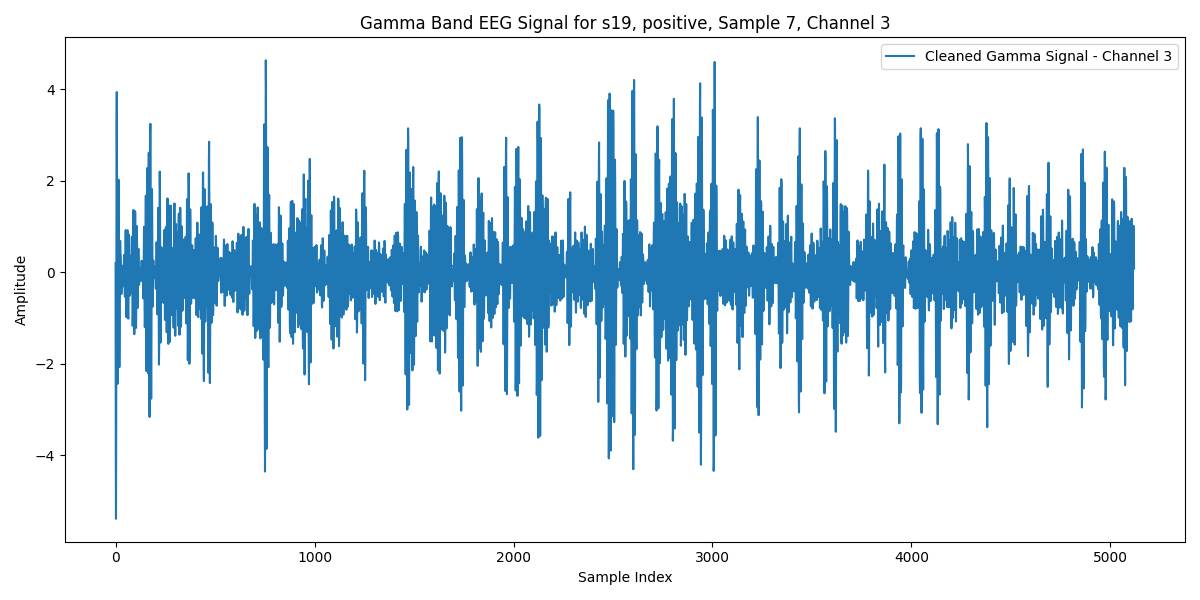 Gamma Band EEG Signal for s19, positive, Sample 7, Channel 3
Cleaned Gamma Signal - Channel 3
Amplitude
4
2
0
−2
−4
0 1000 2000 3000 4000 5000
Sample Index